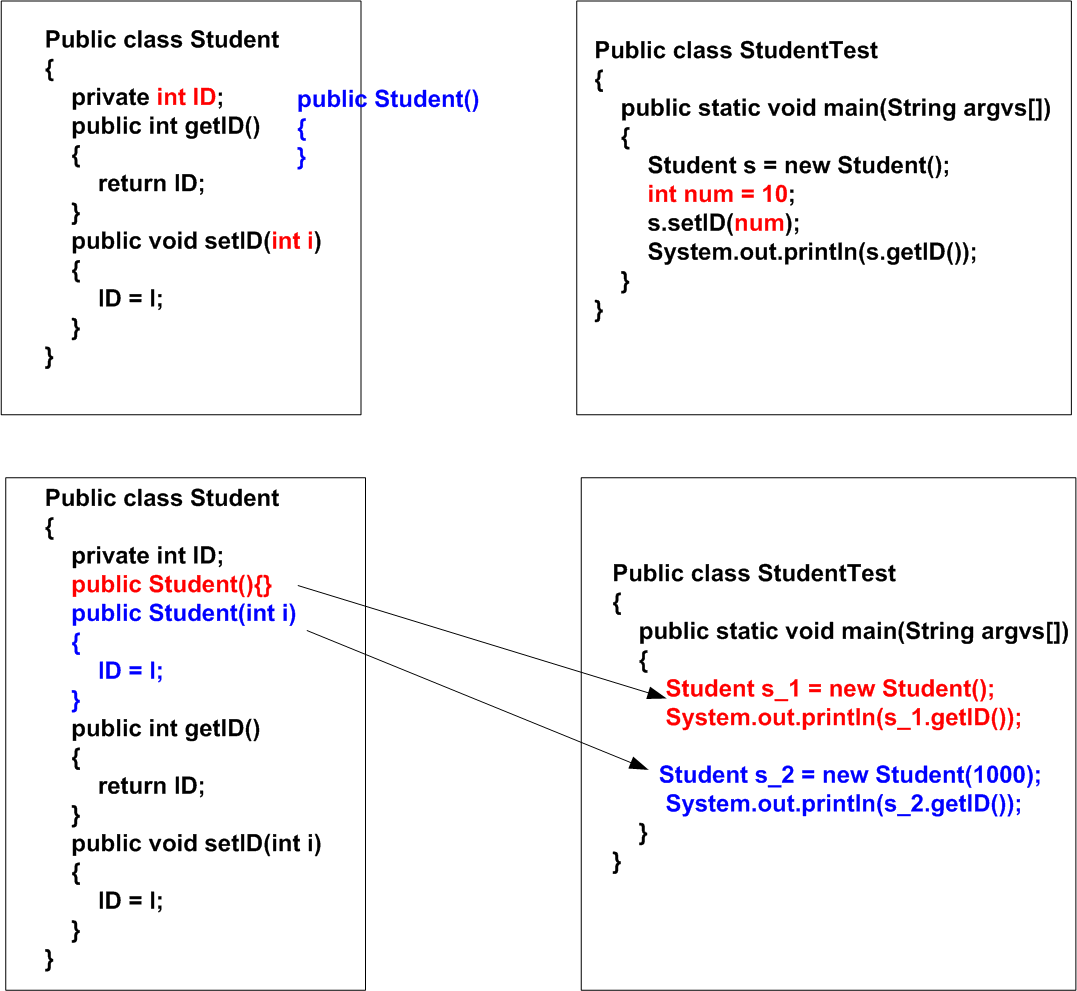 Public class Student
{
private int ID;
public int getID()
{
return ID;
}
public void setID(int i)
{
ID = I;
}
}
public Student()
{
}
Public class StudentTest
{
public static void main(String argvs[])
{
Student s = new Student();
int num = 10;
s.setID(num);
System.out.println(s.getID());
}
}
Public class Student
{
private int ID;
public Student(){}
public Student(int i)
{
ID = I;
}
public int getID()
{
return ID;
}
public void setID(int i)
{
ID = I;
}
}
Public class StudentTest
{
public static void main(String argvs[])
{
Student s_1 = new Student();
System.out.println(s_1.getID());
Student s_2 = new Student(1000);
System.out.println(s_2.getID());
}
}